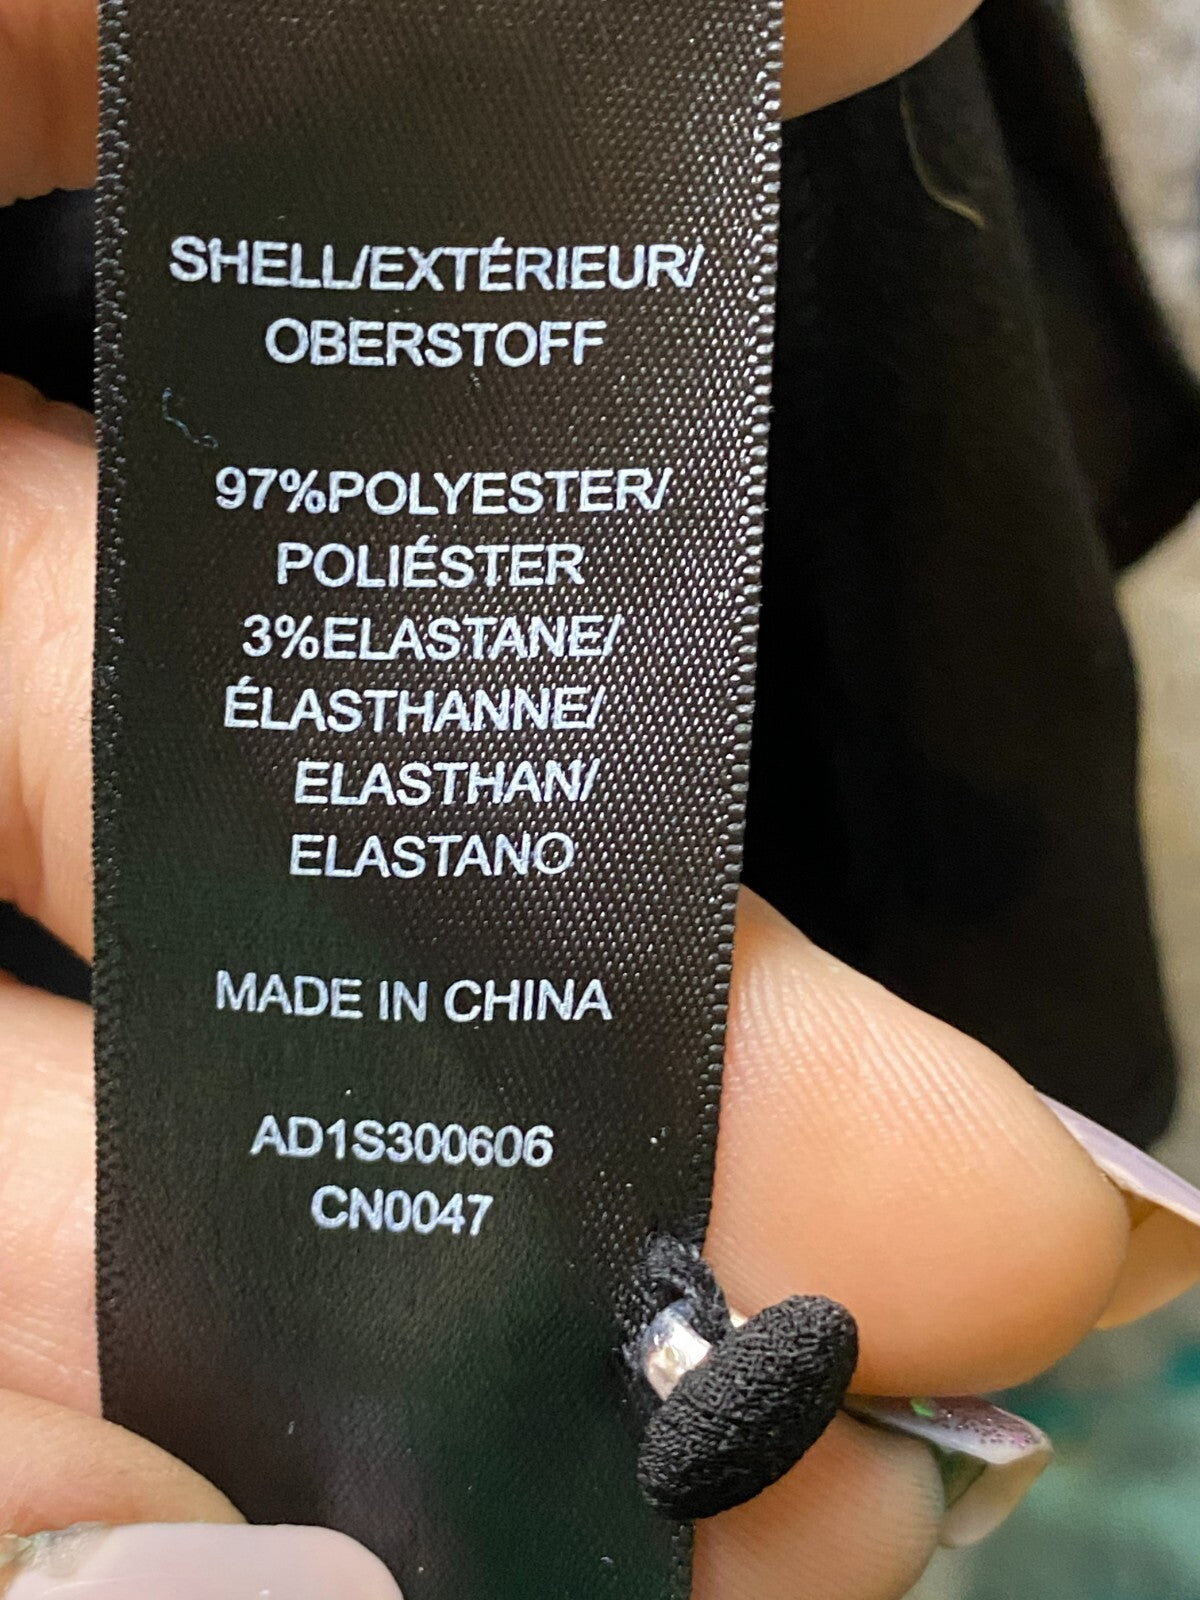 SHELL/EXTÉRIEUR/
OBERSTOFF
97%POLYESTER/
POLIÉSTER
3%ELASTANE/
ÉLASTHANNE/
ELASTHAN/
ELASTANO
MADE IN CHINA
AD1S300606
CN0047